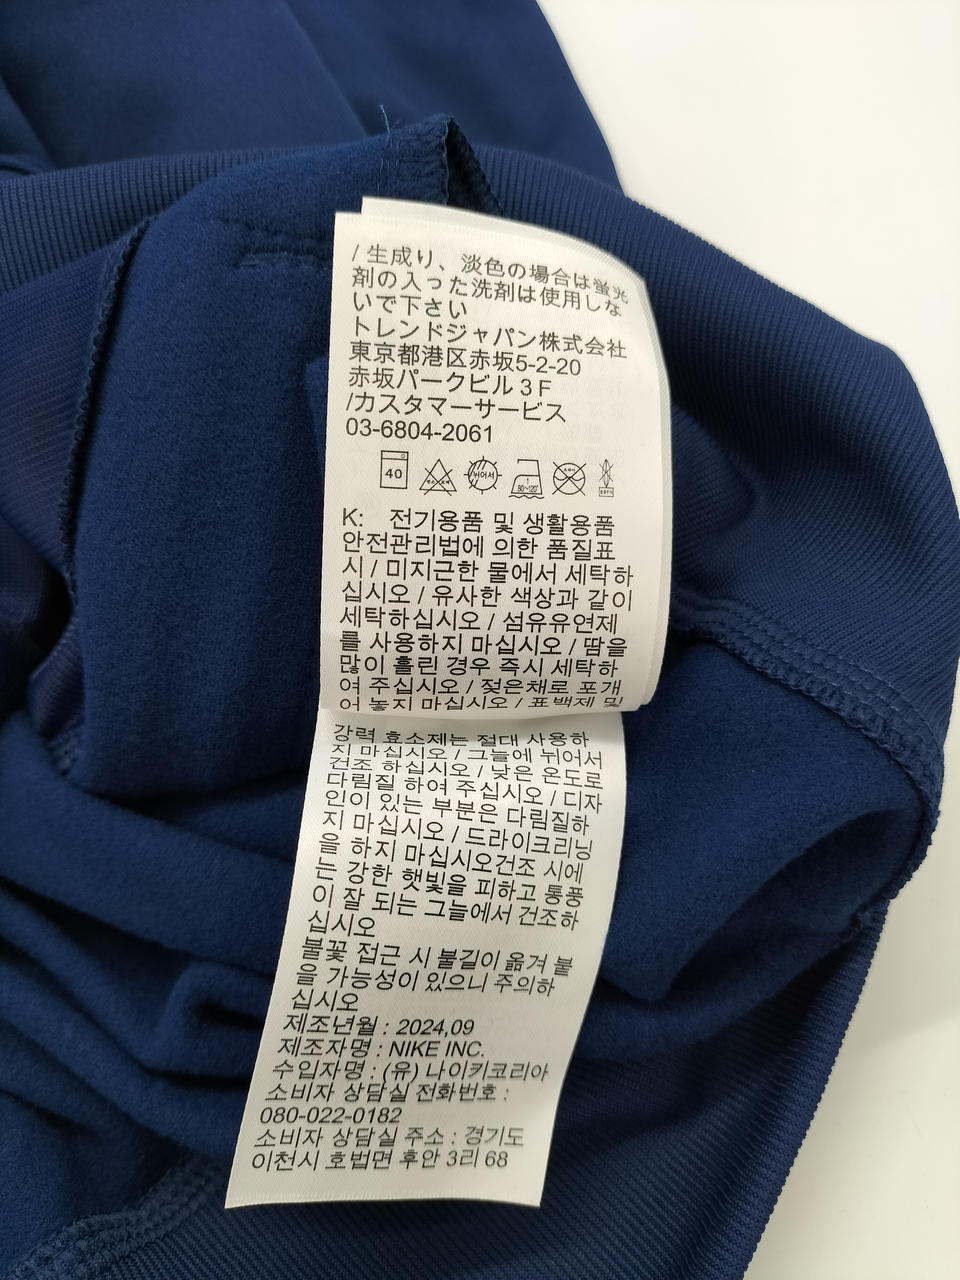 / 生成り、淡色の場合は蛍光
剤の入った洗剤は使用しな
いで下さい
トレンドジャパン株式会社
東京都港区赤坂5-2-20
赤坂パークビル 3 F
/カスタマーサービス
03-6804-2061
40
뉘어서
1
80~120°
K: 전기용품 및 생활용품
안전관리법에 의한 품질표
시 / 미지근한 물에서 세탁하
십시오 / 유사한 색상과 같이
세탁하십시오 / 섬유유연제
를 사용하지 마십시오 / 땀을
많이 흘린 경우 즉시 세탁하
여 주십시오 / 젖은채로 포개
어 놓지 마십시오 / 표백제 및
강력 효소제는 절대 사용하
지 마십시오 / 그늘에 뉘어서
건조 하십시오 / 낮은 온도로
다림질 하여 주십시오 / 디자
인이 있는 부분은 다림질하
지 마십시오 / 드라이크리닝
을 하지 마십시오건조 시에
는 강한 햇빛을 피하고 통풍
이 잘 되는 그늘에서 건조하
십시오
불꽃 접근 시 불길이 옮겨 붙
을 가능성이 있으니 주의하
십시오
제조년월 : 2024,09
제조자명 : NIKE INC.
수입자명 : (유) 나이키코리아
소비자 상담실 전화번호 :
080-022-0182
소비자 상담실 주소 : 경기도
이천시 호법면 후안 3리 68